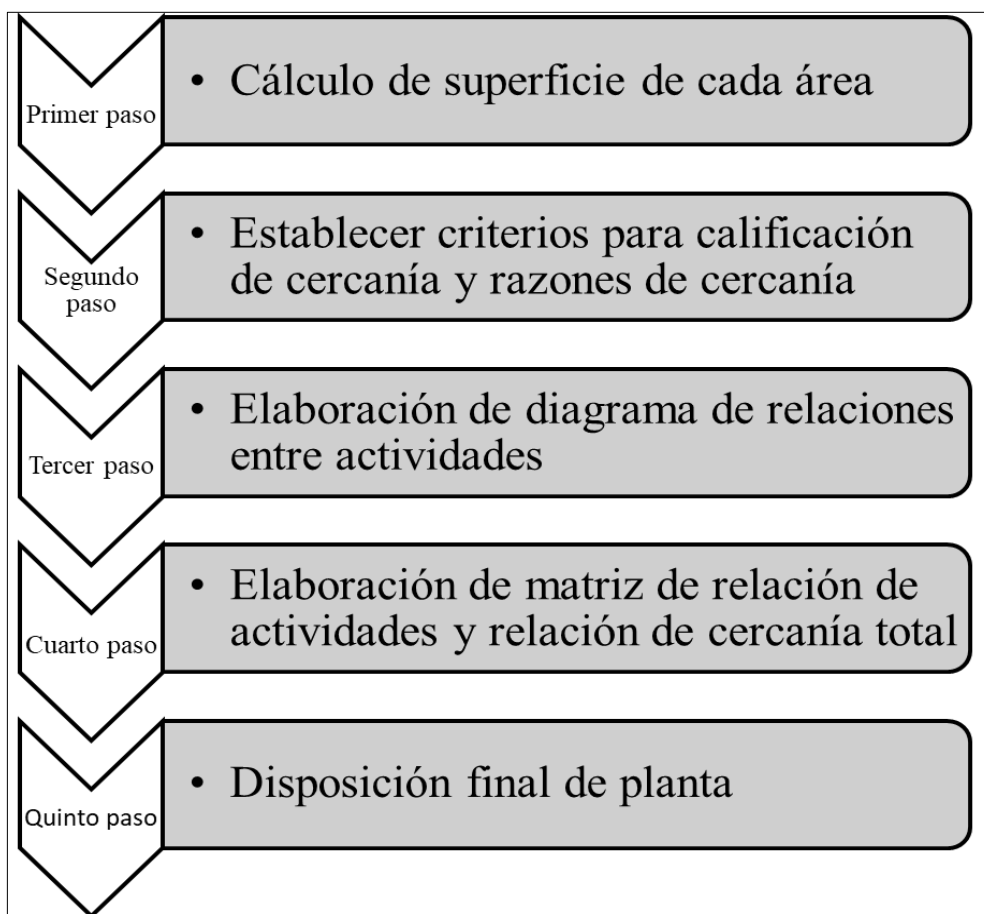 Primer paso
• Cálculo de superficie de cada área
Segundo
paso
• Establecer criterios para calificación
de cercanía y razones de cercanía
Tercer paso
• Elaboración de diagrama de relaciones
entre actividades
Cuarto paso
• Elaboración de matriz de relación de
actividades y relación de cercanía total
Quinto paso
• Disposición final de planta